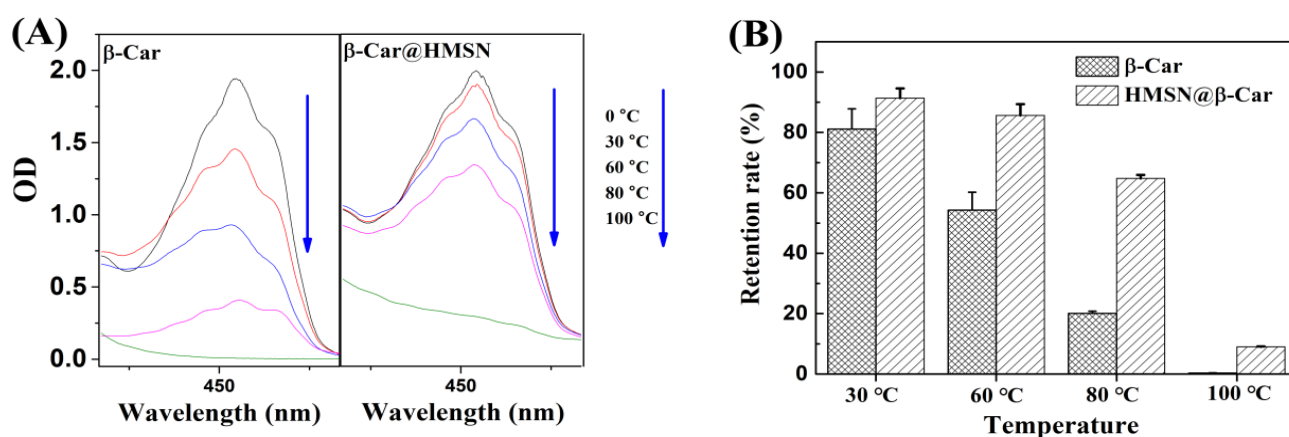 (A)
β-Car
β-Car@HMSN
2.0
1.5
1.0
0.5
0.0
OD
450
450
Wavelength (nm)
Wavelength (nm)
0 °C
30 °C
60 °C
80 °C
100 °C
(B)
β-Car
HMSN@β-Car
100
80
60
40
20
0
Retention rate (%)
30 °C
60 °C
80 °C
100 °C
Temperature